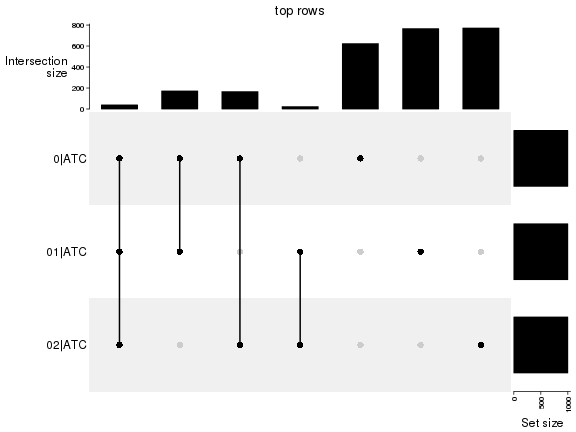 top rows
Intersection
size
800
600
400
200
0
0|ATC
01|ATC
02|ATC
0
500
1000
Set size